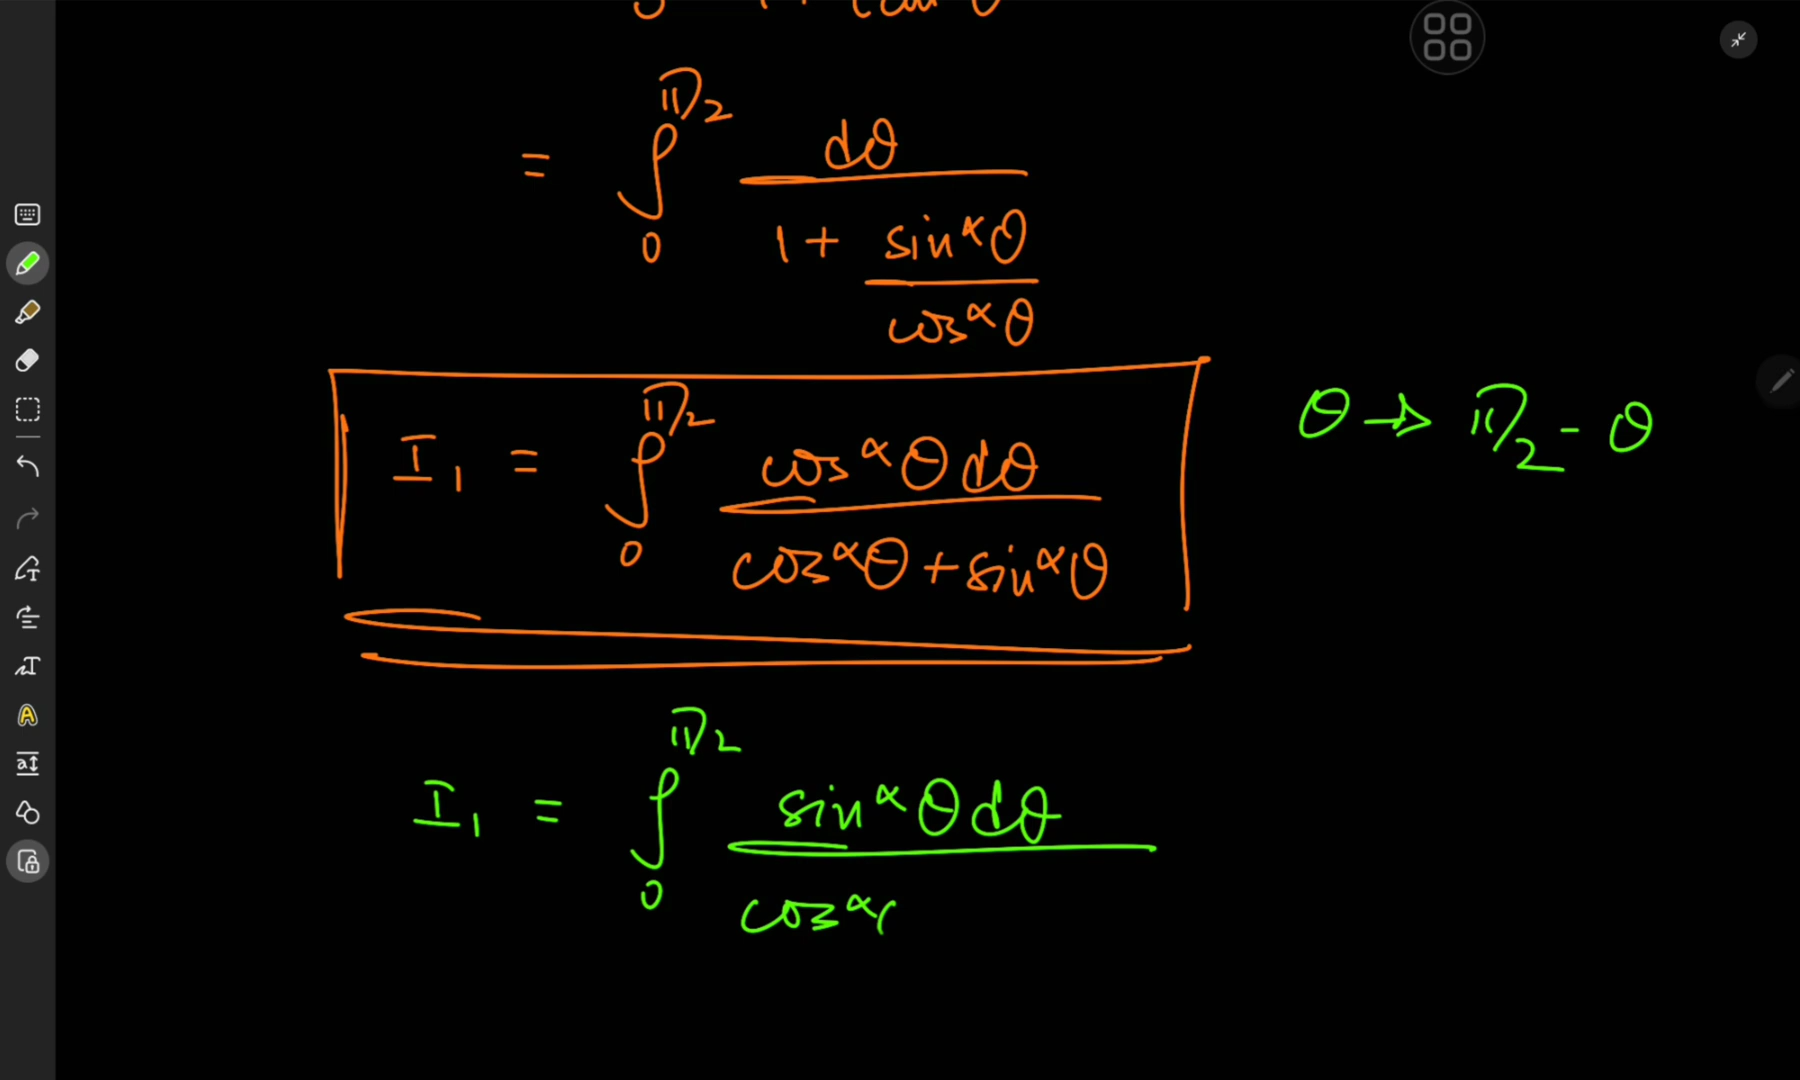 = ∫₀^{π/2} dθ / (1 + sin^α θ / cos^α θ)
I₁ = ∫₀^{π/2} cos^α θ dθ / (cos^α θ + sin^α θ)
θ → π/2 - θ
I₁ = ∫₀^{π/2} sin^α θ dθ / cos^α (